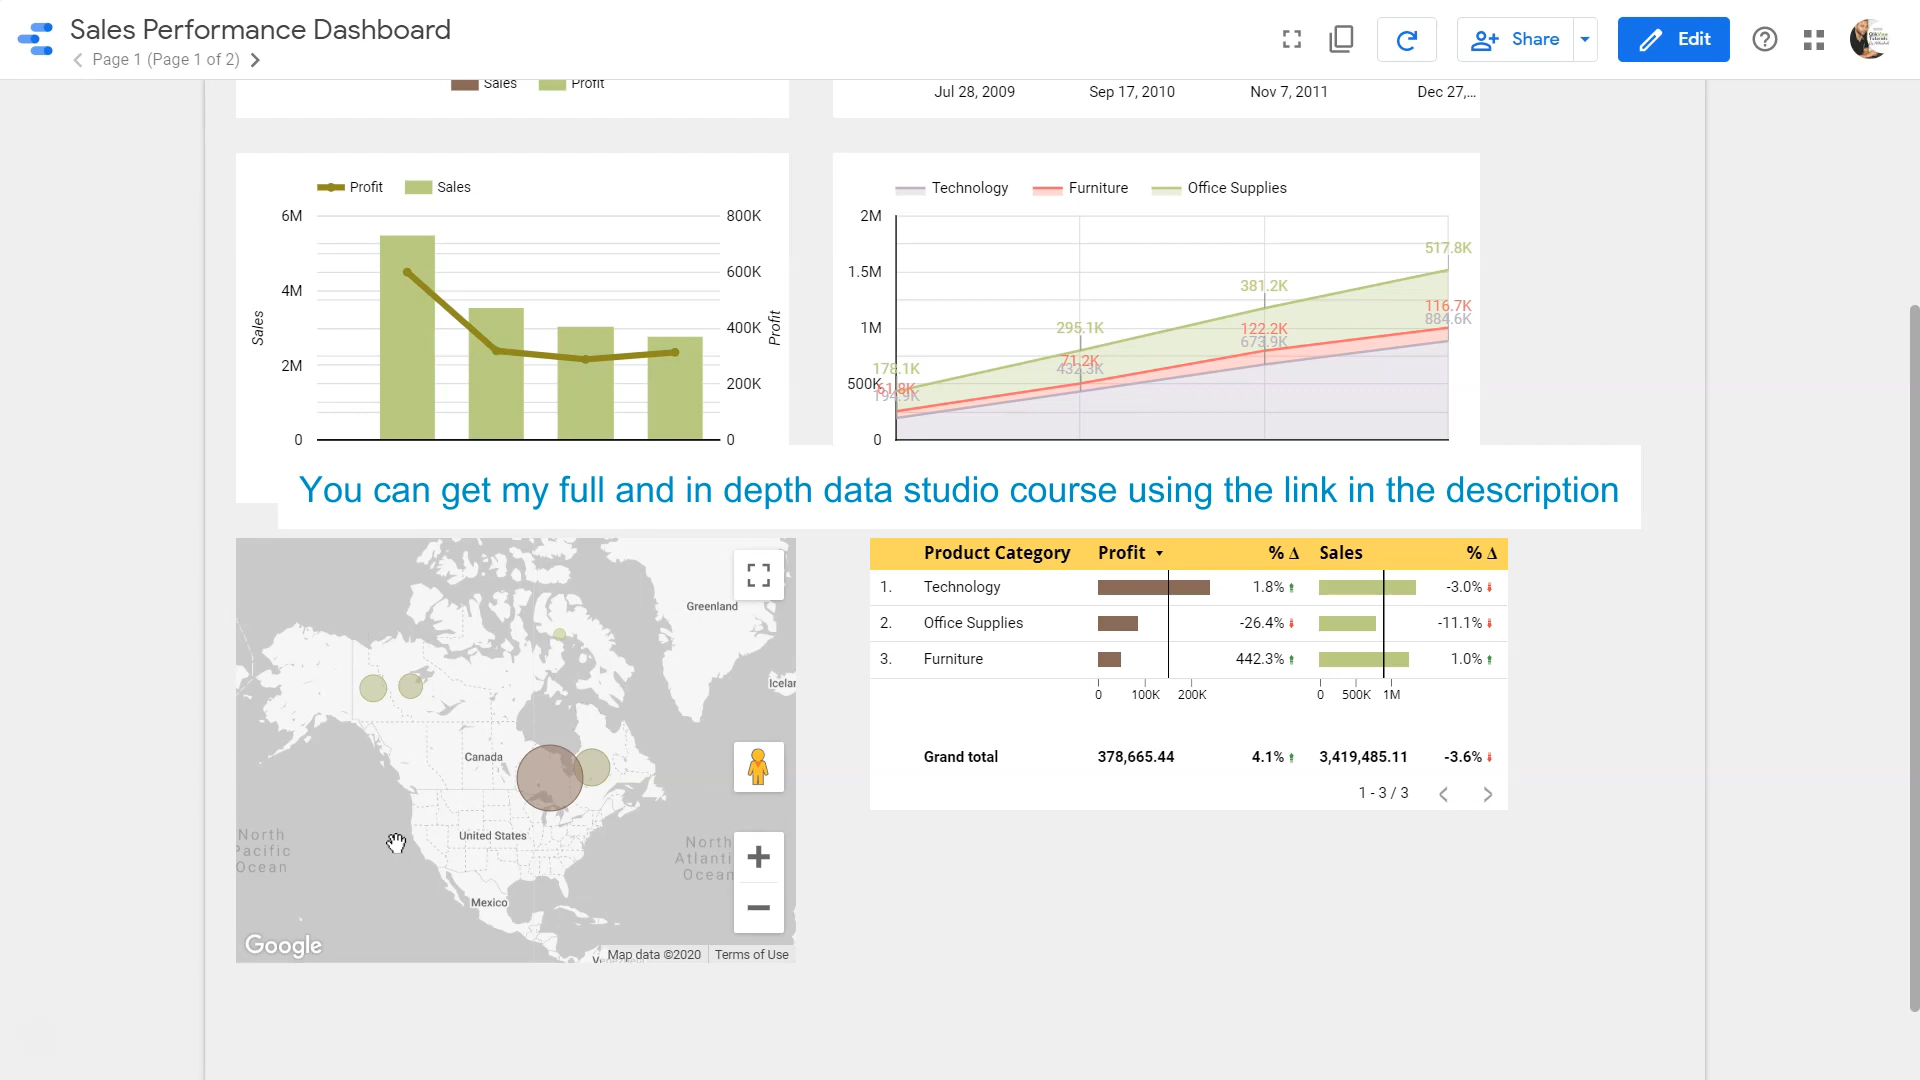 Sales Performance Dashboard
Page 1 (Page 1 of 2)
Share
Edit
Sales Profit
Jul 28, 2009 Sep 17, 2010 Nov 7, 2011 Dec 27,...
Profit Sales
6M 800K
600K
4M
400K
2M
200K
0 0
Sales
Profit
Technology Furniture Office Supplies
2M
1.5M
1M
500K
0
178.1K 295.1K 381.2K 517.8K
61.8K 71.2K 122.2K 116.7K
194.9K 432.3K 673.9K 884.6K
You can get my full and in depth data studio course using the link in the description
Greenland
Canada
United States
Mexico
North
Pacific
Ocean
Google
Map data ©2020 Terms of Use
Product Category Profit % Δ Sales % Δ
1. Technology 1.8% -3.0%
2. Office Supplies -26.4% -11.1%
3. Furniture 442.3% 1.0%
0 100K 200K 0 500K 1M
Grand total 378,665.44 4.1% 3,419,485.11 -3.6%
1 - 3 / 3